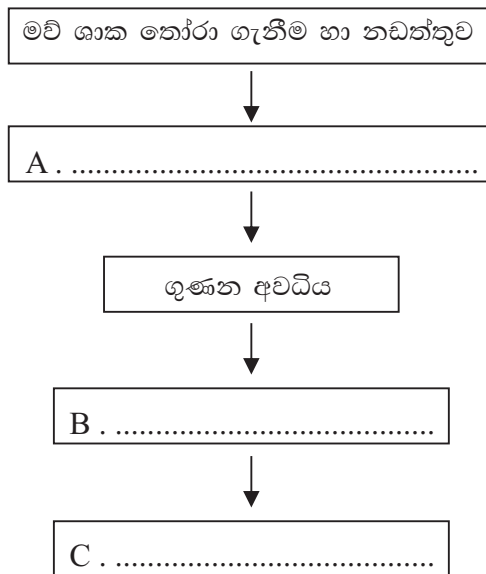 මව් ශාක තෝරා ගැනීම හා නඩත්තුව
A . ..................................................
ගුණන අවධිය
B . .......................................
C . .......................................